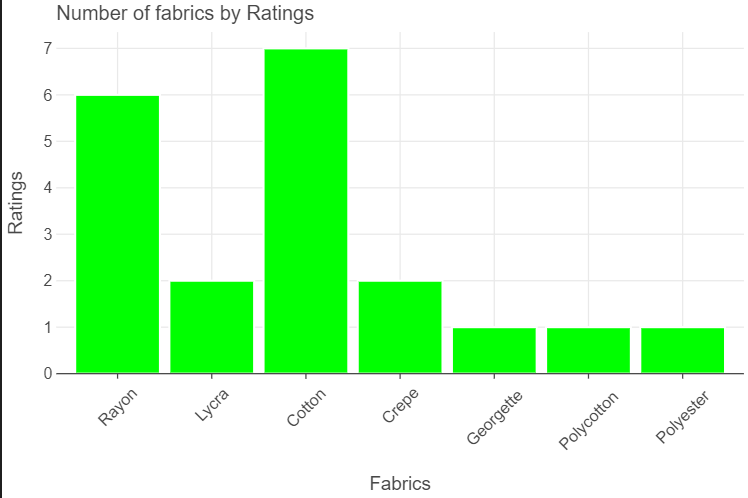 Number of fabrics by Ratings
7
6
5
4
3
2
1
0
Ratings
Rayon
Lycra
Cotton
Crepe
Georgette
Polycotton
Polyester
Fabrics